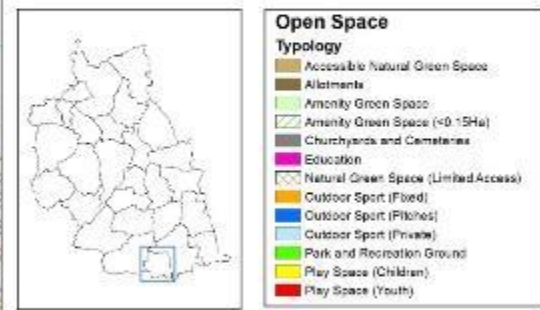 Open Space
Typology
Accessible Natural Green Space
Allotments
Amenity Green Space
Amenity Green Space (<0.15Ha)
Churchyards and Cemeteries
Education
Natural Green Space (Limited Access)
Outdoor Sport (Fixed)
Outdoor Sport (Pitches)
Outdoor Sport (Private)
Park and Recreation Ground
Play Space (Children)
Play Space (Youth)